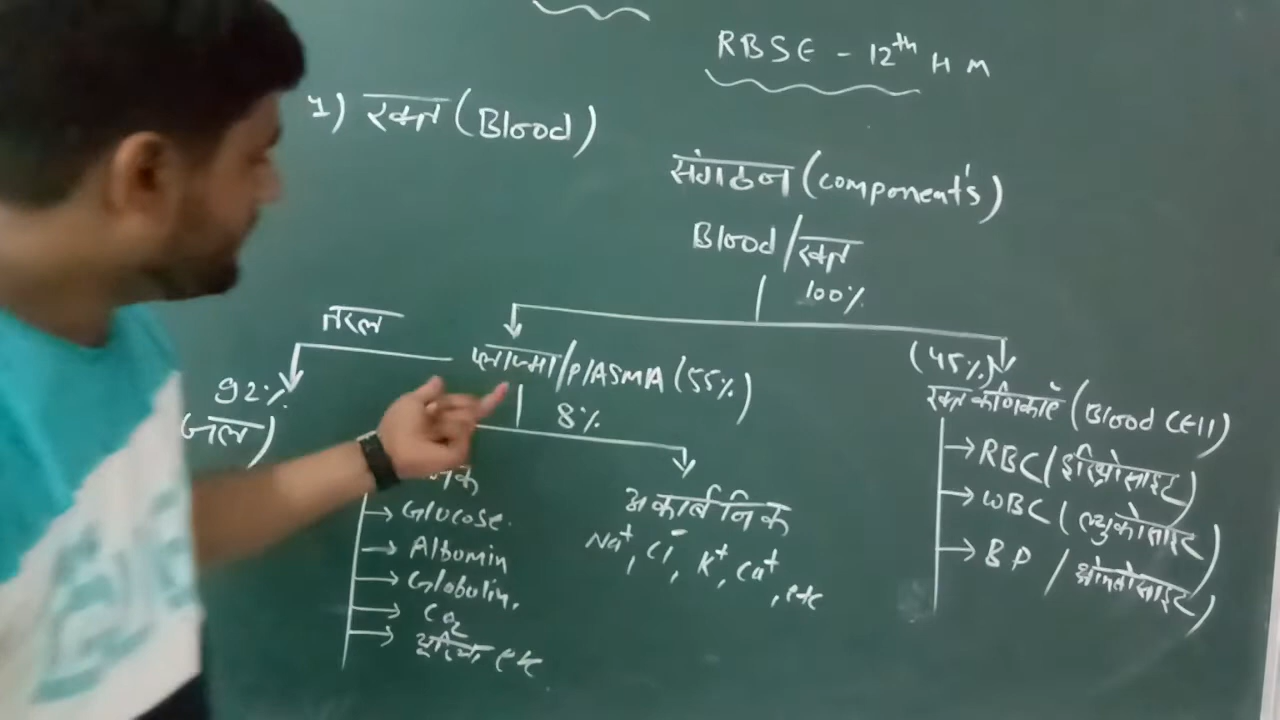 RBSE - 12th H M
1) रक्त (Blood)
संगठन (component's)
Blood/रक्त
100%
तरल
प्लाज्मा/PlASMA (55%)
(45%)
92%
जल)
8%
रक्त कणिकाएँ (Blood CEll)
RBC (इरिथ्रोसाइट)
WBC (ल्युकोसाइट)
BP / थ्रोम्बोसाइट)
अकार्बनिक
Na+, Cl-, K+, Ca+, etc
Glucose.
Albumin
Globulin,
CO2
यूरिया, etc